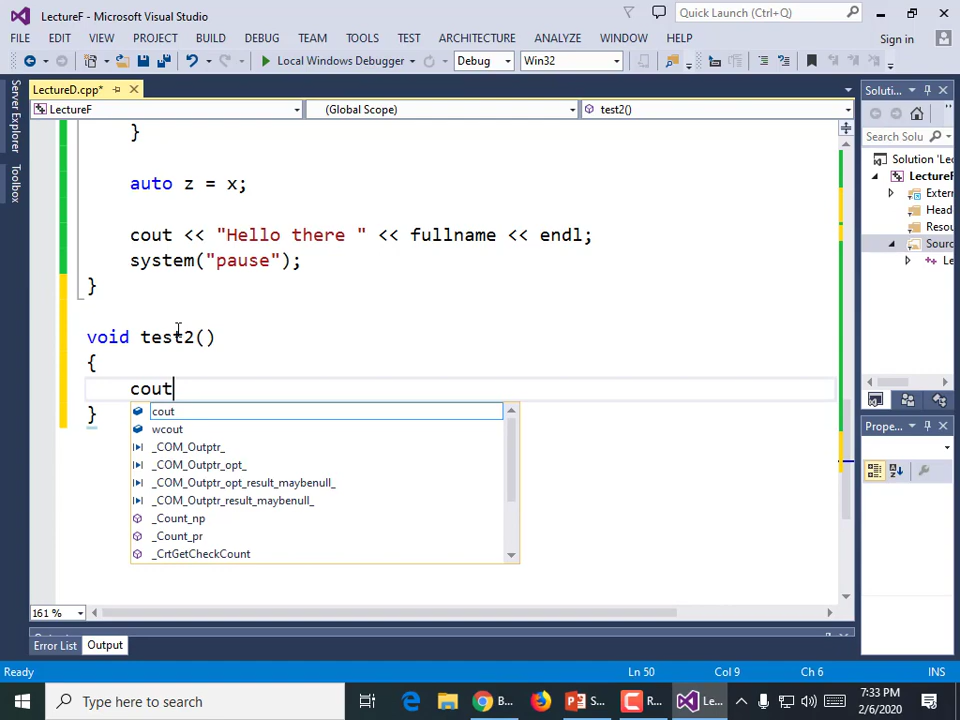 LectureF - Microsoft Visual Studio
Quick Launch (Ctrl+Q)
FILE EDIT VIEW PROJECT BUILD DEBUG TEAM TOOLS TEST ARCHITECTURE ANALYZE WINDOW HELP
Sign in
Local Windows Debugger Debug Win32
Server Explorer
Toolbox
LectureD.cpp*
LectureF (Global Scope) test2()
}
auto z = x;
cout << "Hello there " << fullname << endl;
system("pause");
}
void test2()
{
cout
}
cout
wcout
_COM_Outptr_
_COM_Outptr_opt_
_COM_Outptr_result_maybenull_
_COM_Outptr_opt_result_maybenull_
_Count_np
_Count_pr
_CrtGetCheckCount
161 %
Error List Output
Soluti...
Search Solu
Solution 'Le
LectureF
Extern
Head
Resou
Sourc
Le
Prope...
Ready Ln 50 Col 9 Ch 6 INS
Type here to search
B... S... R... Le...
7:33 PM
2/6/2020